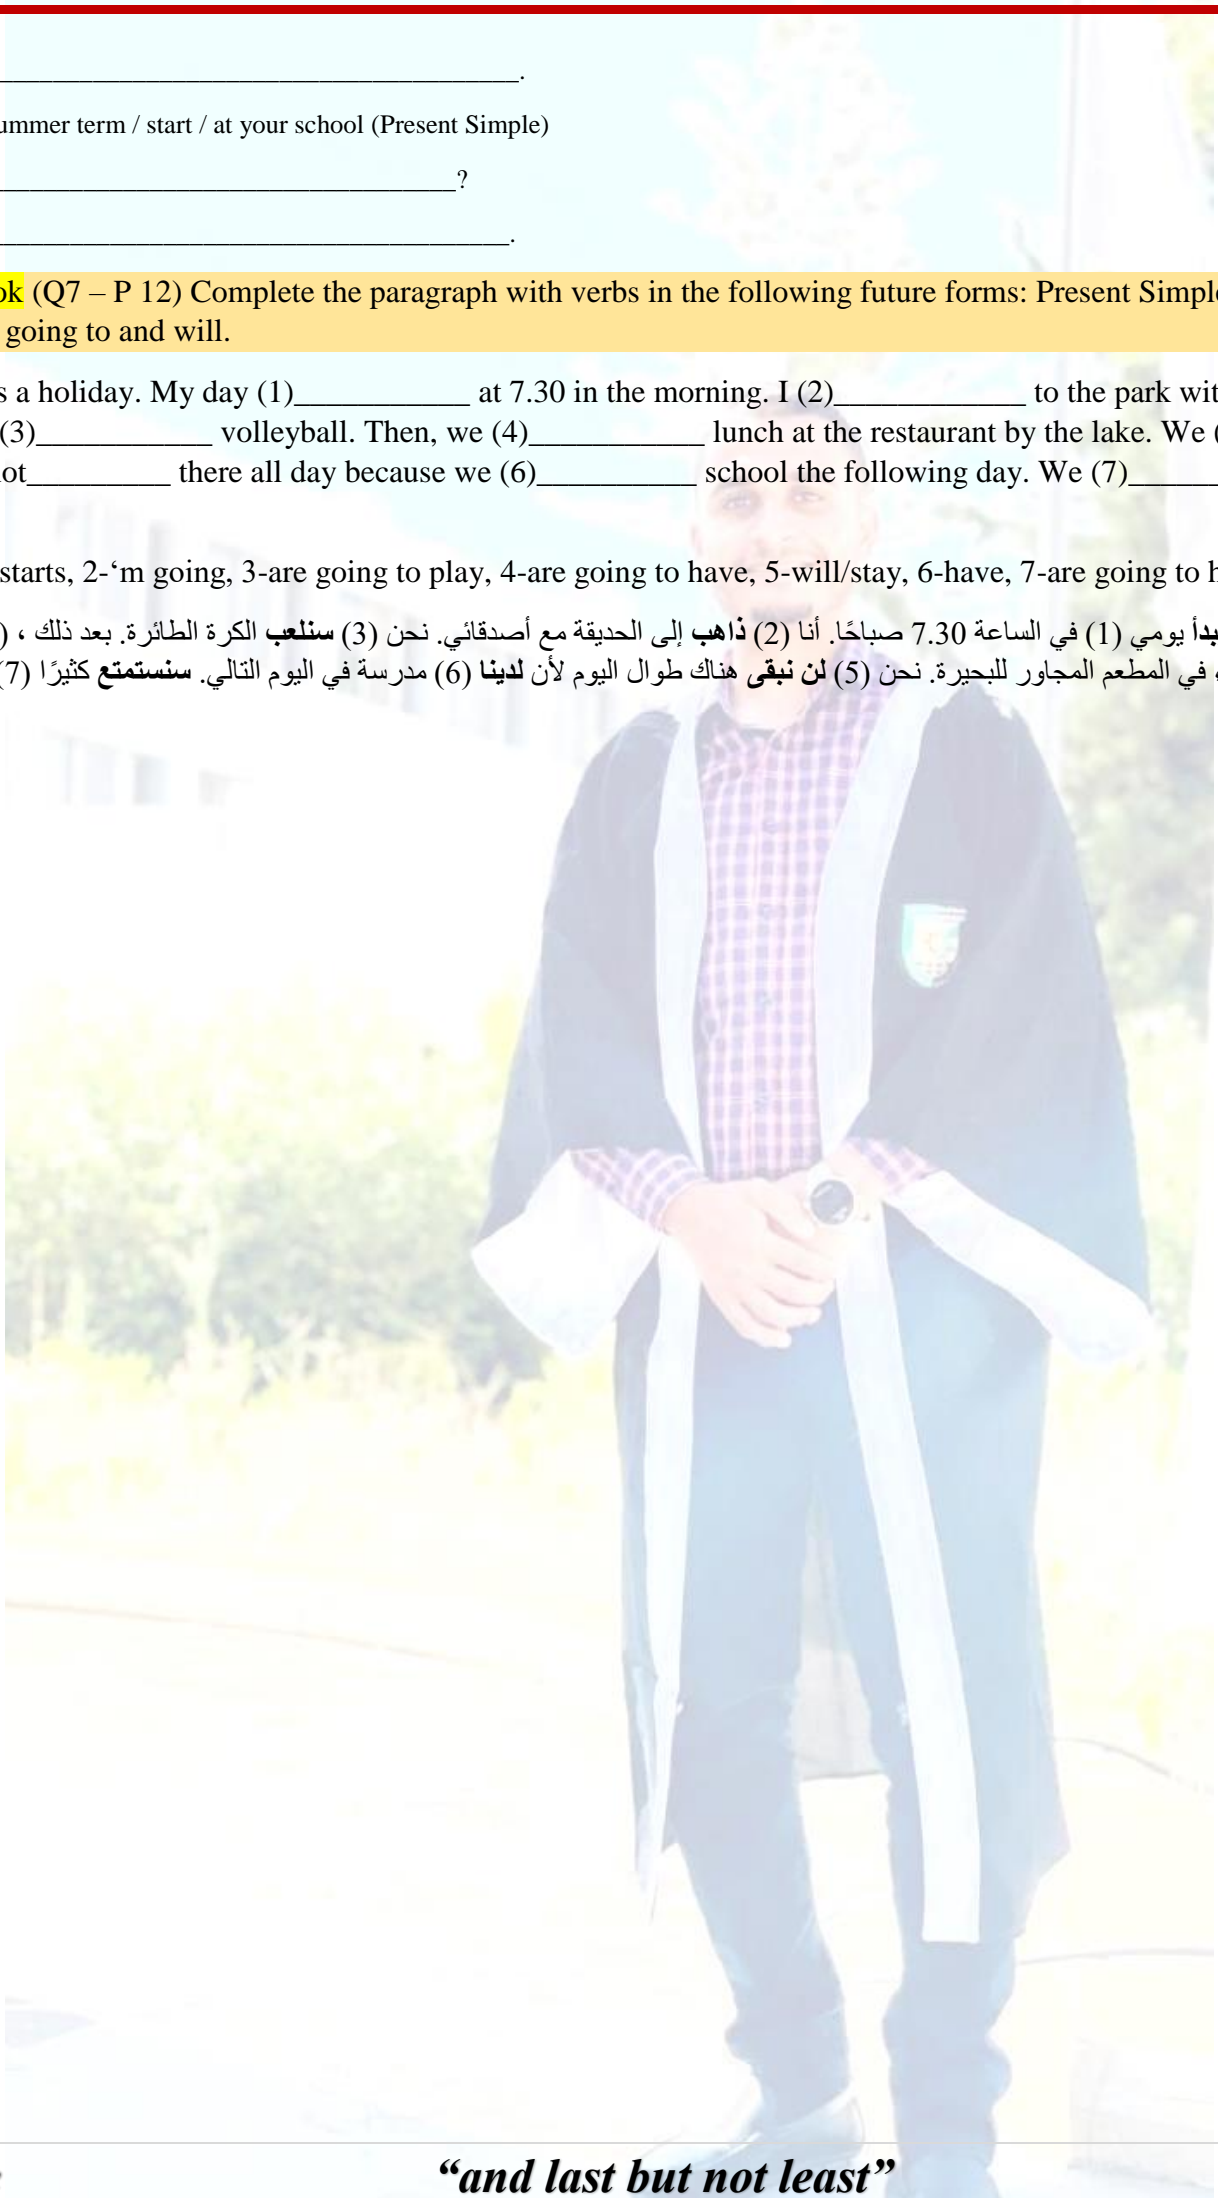 _______________________________________.
ummer term / start / at your school (Present Simple)
__________________________________?
______________________________________.
ok (Q7 – P 12) Complete the paragraph with verbs in the following future forms: Present Simple
going to and will.
s a holiday. My day (1)___________ at 7.30 in the morning. I (2)____________ to the park wit
(3)___________ volleyball. Then, we (4)___________ lunch at the restaurant by the lake. We (
ot_________ there all day because we (6)__________ school the following day. We (7)______
starts, 2-‘m going, 3-are going to play, 4-are going to have, 5-will/stay, 6-have, 7-are going to h
بدأ يومي (1) في الساعة 7.30 صباحًا. أنا (2) ذاهب إلى الحديقة مع أصدقائي. نحن (3) سنلعب الكرة الطائرة. بعد ذلك ، (
في المطعم المجاور للبحيرة. نحن (5) لن نبقى هناك طوال اليوم لأن لدينا (6) مدرسة في اليوم التالي. سنستمتع كثيرًا (7)
“and last but not least”